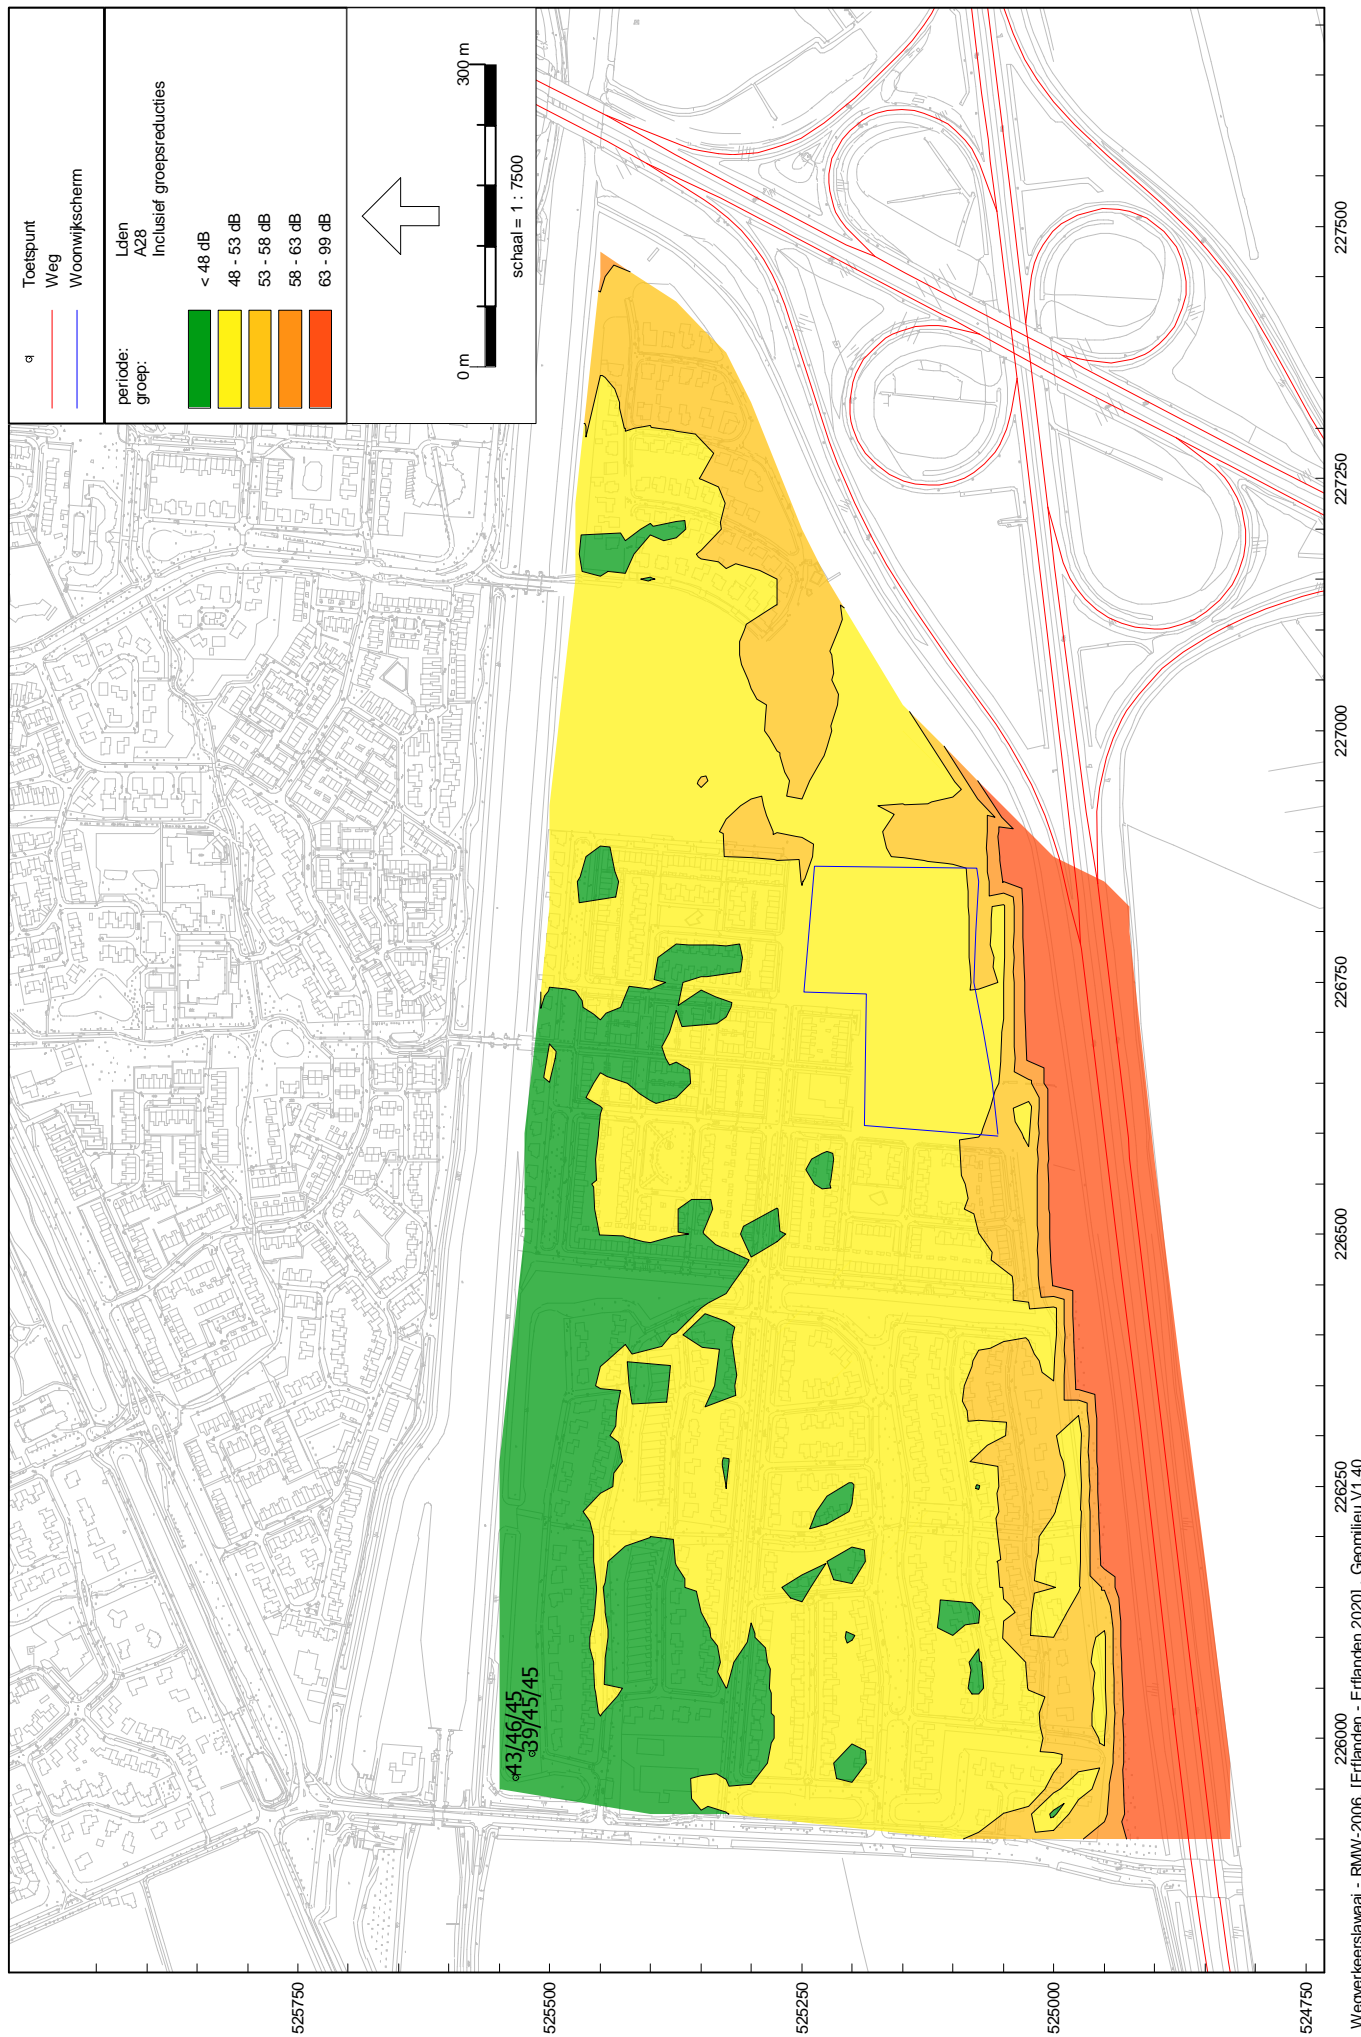 Toetspunt
Weg
Woonwijkscherm
periode: Lden
groep: A28
Inclusief groepsreducties
< 48 dB
48 - 53 dB
53 - 58 dB
58 - 63 dB
63 - 99 dB
0 m 300 m
schaal = 1 : 7500
43/46/45
39/45/45
525750
525500
525250
525000
524750
226000
226250
226500
226750
227000
227250
227500
Wegverkeerslawaai - RMW-2006, [Erflanden - Erflanden 2020] , Geomilieu V1.40